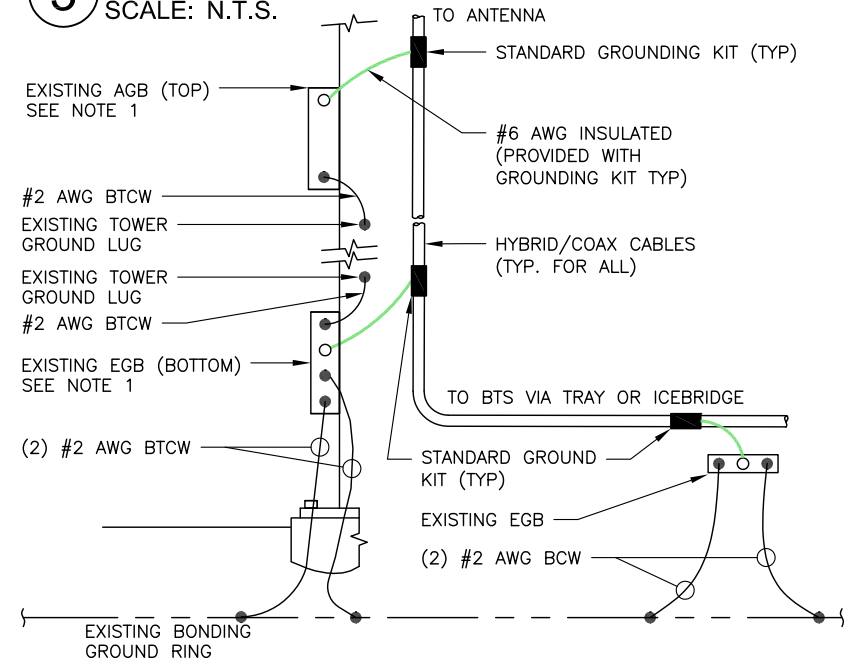 SCALE: N.T.S.
TO ANTENNA
STANDARD GROUNDING KIT (TYP)
EXISTING AGB (TOP)
SEE NOTE 1
#6 AWG INSULATED
(PROVIDED WITH
GROUNDING KIT TYP)
#2 AWG BTCW
EXISTING TOWER
GROUND LUG
HYBRID/COAX CABLES
(TYP. FOR ALL)
EXISTING TOWER
GROUND LUG
#2 AWG BTCW
EXISTING EGB (BOTTOM)
SEE NOTE 1
TO BTS VIA TRAY OR ICEBRIDGE
(2) #2 AWG BTCW
STANDARD GROUND
KIT (TYP)
EXISTING EGB
(2) #2 AWG BCW
EXISTING BONDING
GROUND RING